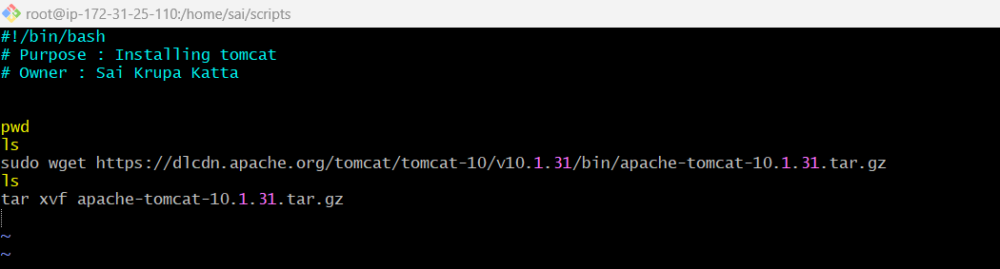 root@ip-172-31-25-110:/home/sai/scripts
#!/bin/bash
# Purpose : Installing tomcat
# Owner : Sai Krupa Katta
pwd
ls
sudo wget https://dlcdn.apache.org/tomcat/tomcat-10/v10.1.31/bin/apache-tomcat-10.1.31.tar.gz
ls
tar xvf apache-tomcat-10.1.31.tar.gz
~
~